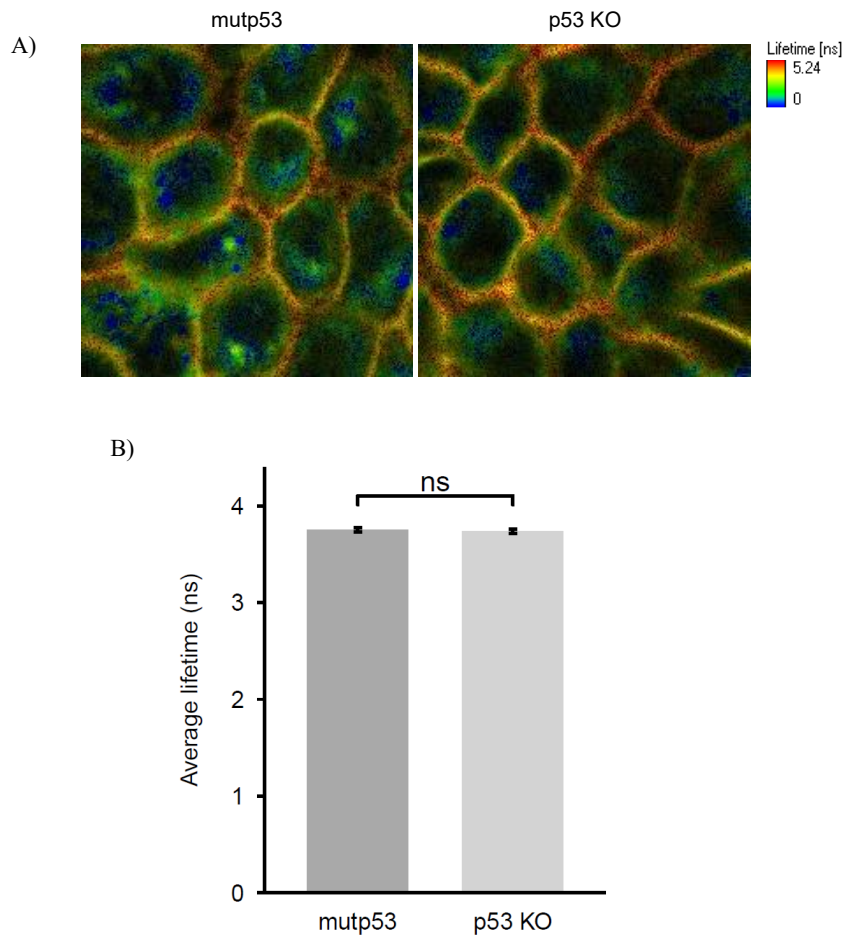 mutp53
p53 KO
A)
Lifetime [ns]
5.24
0
B)
ns
4
3
2
1
0
Average lifetime (ns)
mutp53
p53 KO